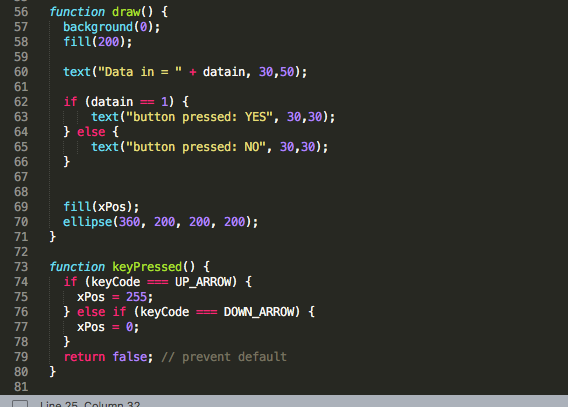 56 function draw() {
57   background(0);
58   fill(200);
59
60   text("Data in = " + datain, 30,50);
61
62   if (datain == 1) {
63       text("button pressed: YES", 30,30);
64   } else {
65       text("button pressed: NO", 30,30);
66   }
67
68
69   fill(xPos);
70   ellipse(360, 200, 200, 200);
71 }
72
73 function keyPressed() {
74   if (keyCode === UP_ARROW) {
75     xPos = 255;
76   } else if (keyCode === DOWN_ARROW) {
77     xPos = 0;
78   }
79   return false; // prevent default
80 }
81
Line 25, Column 32